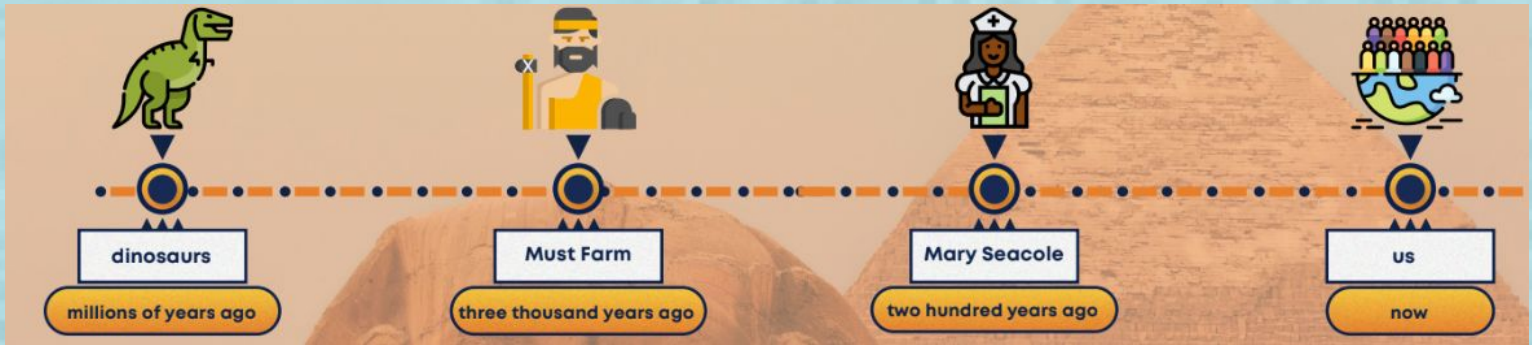 dinosaurs
millions of years ago
Must Farm
three thousand years ago
Mary Seacole
two hundred years ago
us
now